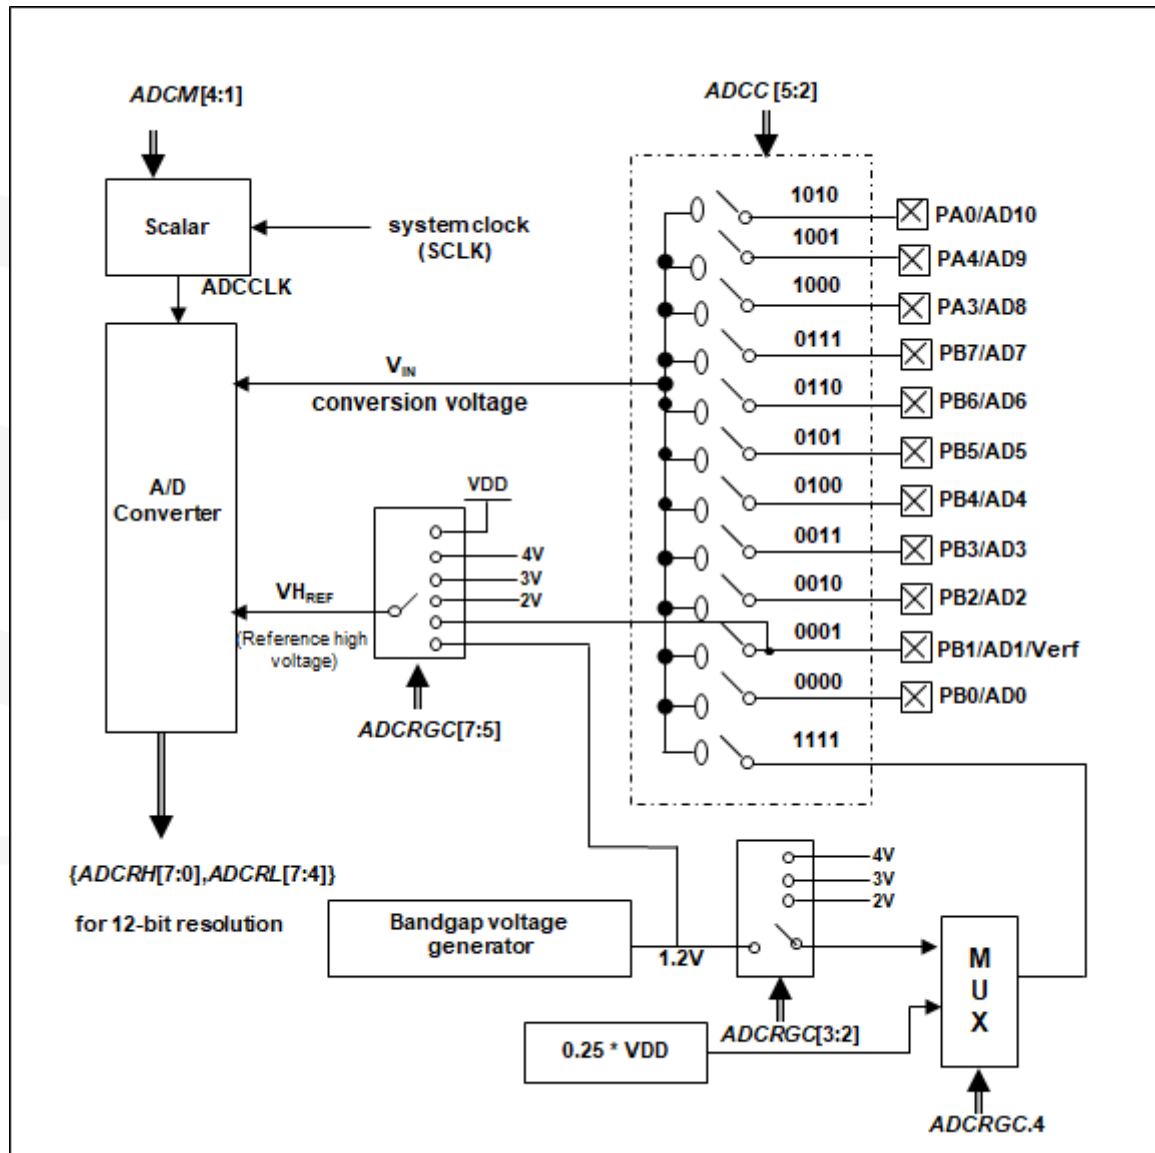 ADCM[4:1]
ADCC [5:2]
Scalar
system clock
(SCLK)
ADCCLK
1010
PA0/AD10
1001
PA4/AD9
1000
PA3/AD8
0111
PB7/AD7
VIN
conversion voltage
0110
PB6/AD6
0101
PB5/AD5
A/D
Converter
VDD
0100
PB4/AD4
4V
3V
2V
0011
PB3/AD3
VHREF
(Reference high
voltage)
0010
PB2/AD2
0001
PB1/AD1/Verf
0000
PB0/AD0
ADCRGC[7:5]
1111
{ADCRH[7:0],ADCRL[7:4]}
for 12-bit resolution
4V
3V
2V
Bandgap voltage
generator
1.2V
M
U
X
ADCRGC[3:2]
0.25 * VDD
ADCRGC.4